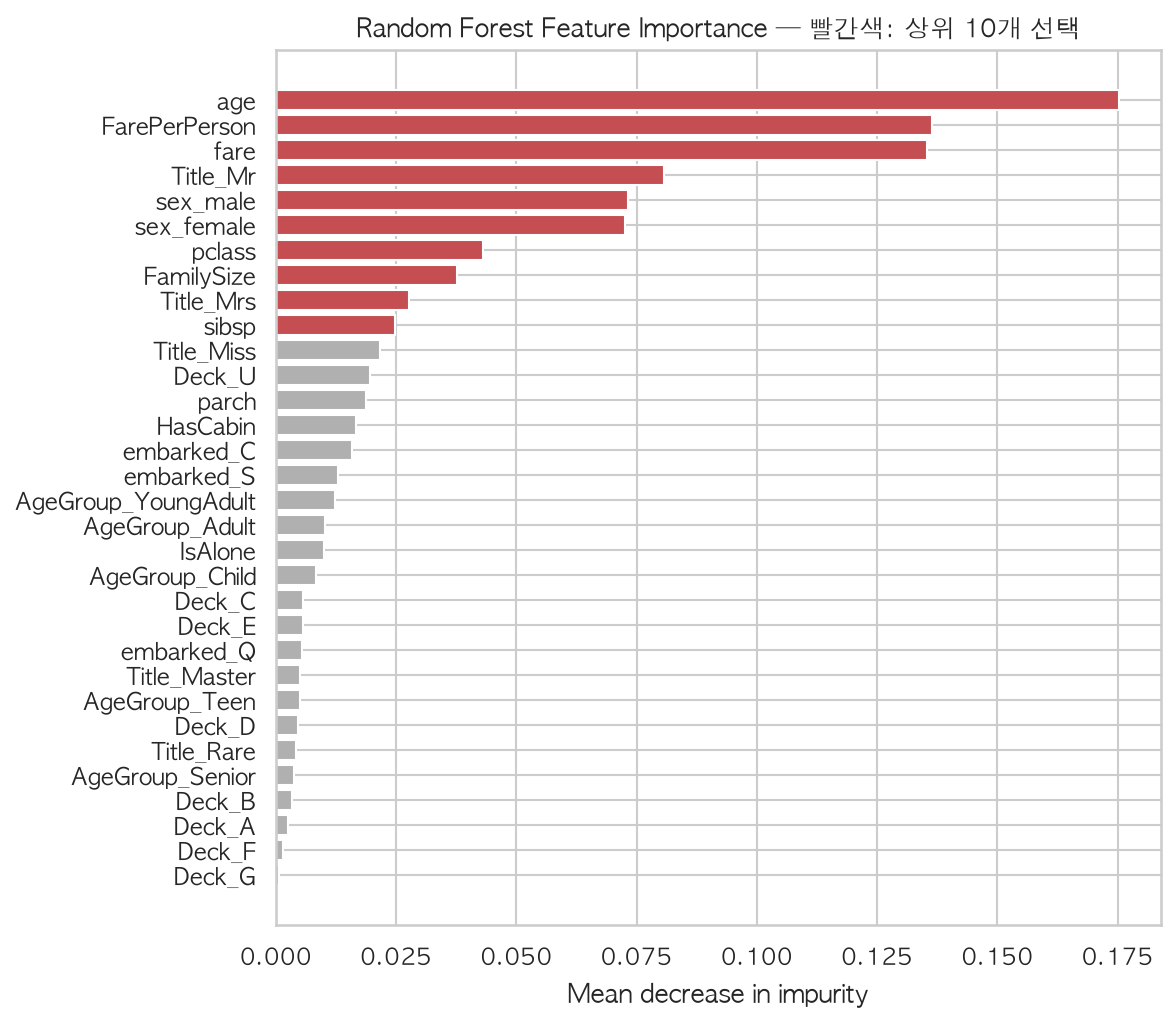 Random Forest Feature Importance — 빨간색: 상위 10개 선택
age
FarePerPerson
fare
Title_Mr
sex_male
sex_female
pclass
FamilySize
Title_Mrs
sibsp
Title_Miss
Deck_U
parch
HasCabin
embarked_C
embarked_S
AgeGroup_YoungAdult
AgeGroup_Adult
IsAlone
AgeGroup_Child
Deck_C
Deck_E
embarked_Q
Title_Master
AgeGroup_Teen
Deck_D
Title_Rare
AgeGroup_Senior
Deck_B
Deck_A
Deck_F
Deck_G
0.000 0.025 0.050 0.075 0.100 0.125 0.150 0.175
Mean decrease in impurity